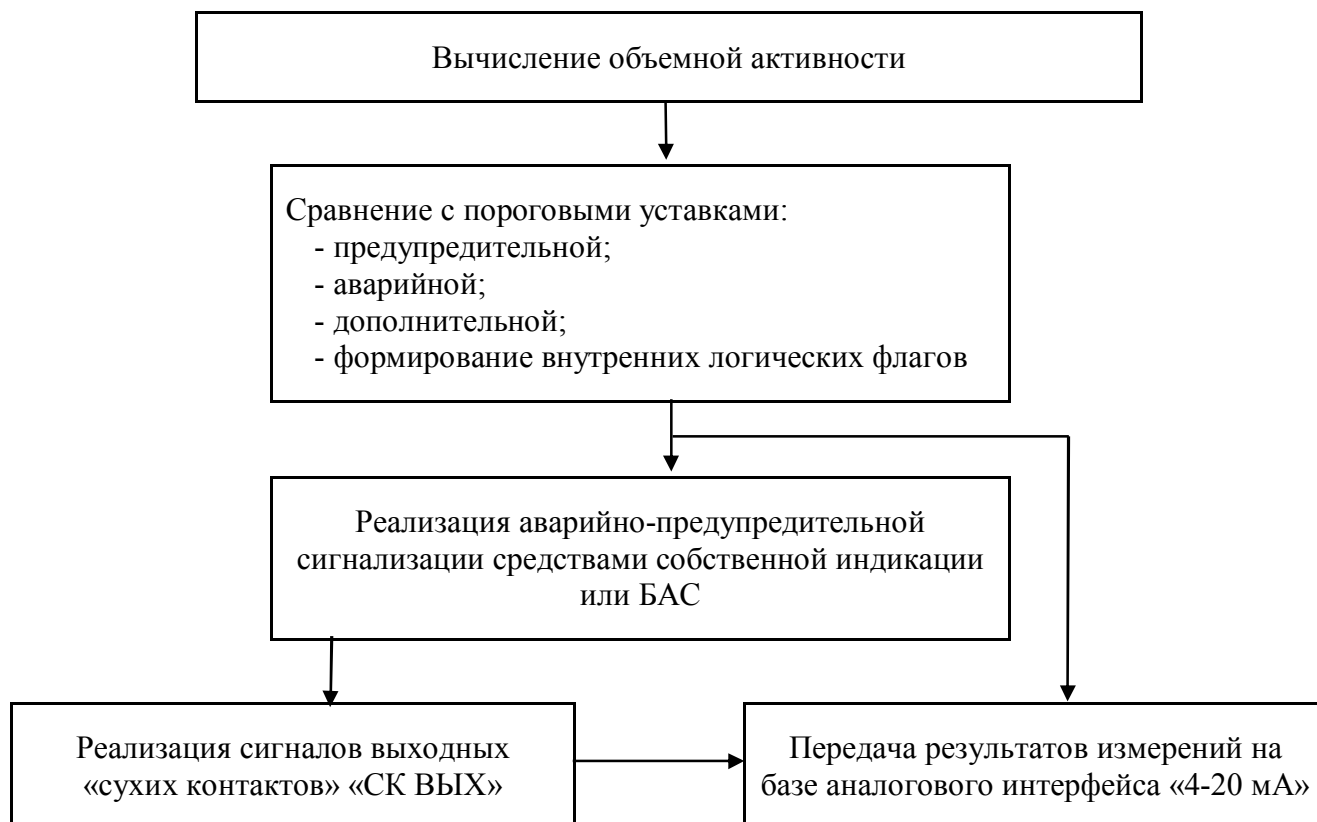 Вычисление объемной активности
Сравнение с пороговыми уставками:
- предупредительной;
- аварийной;
- дополнительной;
- формирование внутренних логических флагов
Реализация аварийно-предупредительной
сигнализации средствами собственной индикации
или БАС
Реализация сигналов выходных
«сухих контактов» «СК ВЫХ»
Передача результатов измерений на
базе аналогового интерфейса «4-20 мА»